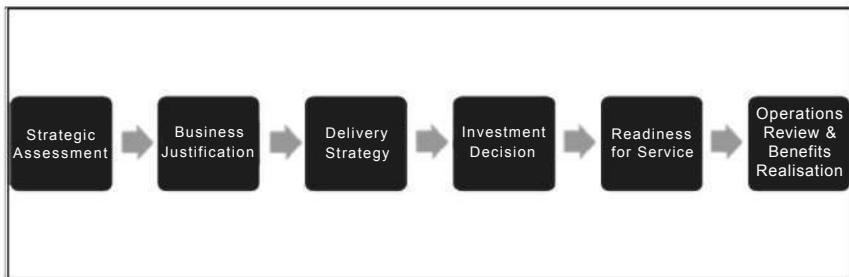 Strategic
Assessment
Business
Justification
Delivery
Strategy
Investment
Decision
Readiness
for Service
Operations
Review &
Benefits
Realisation